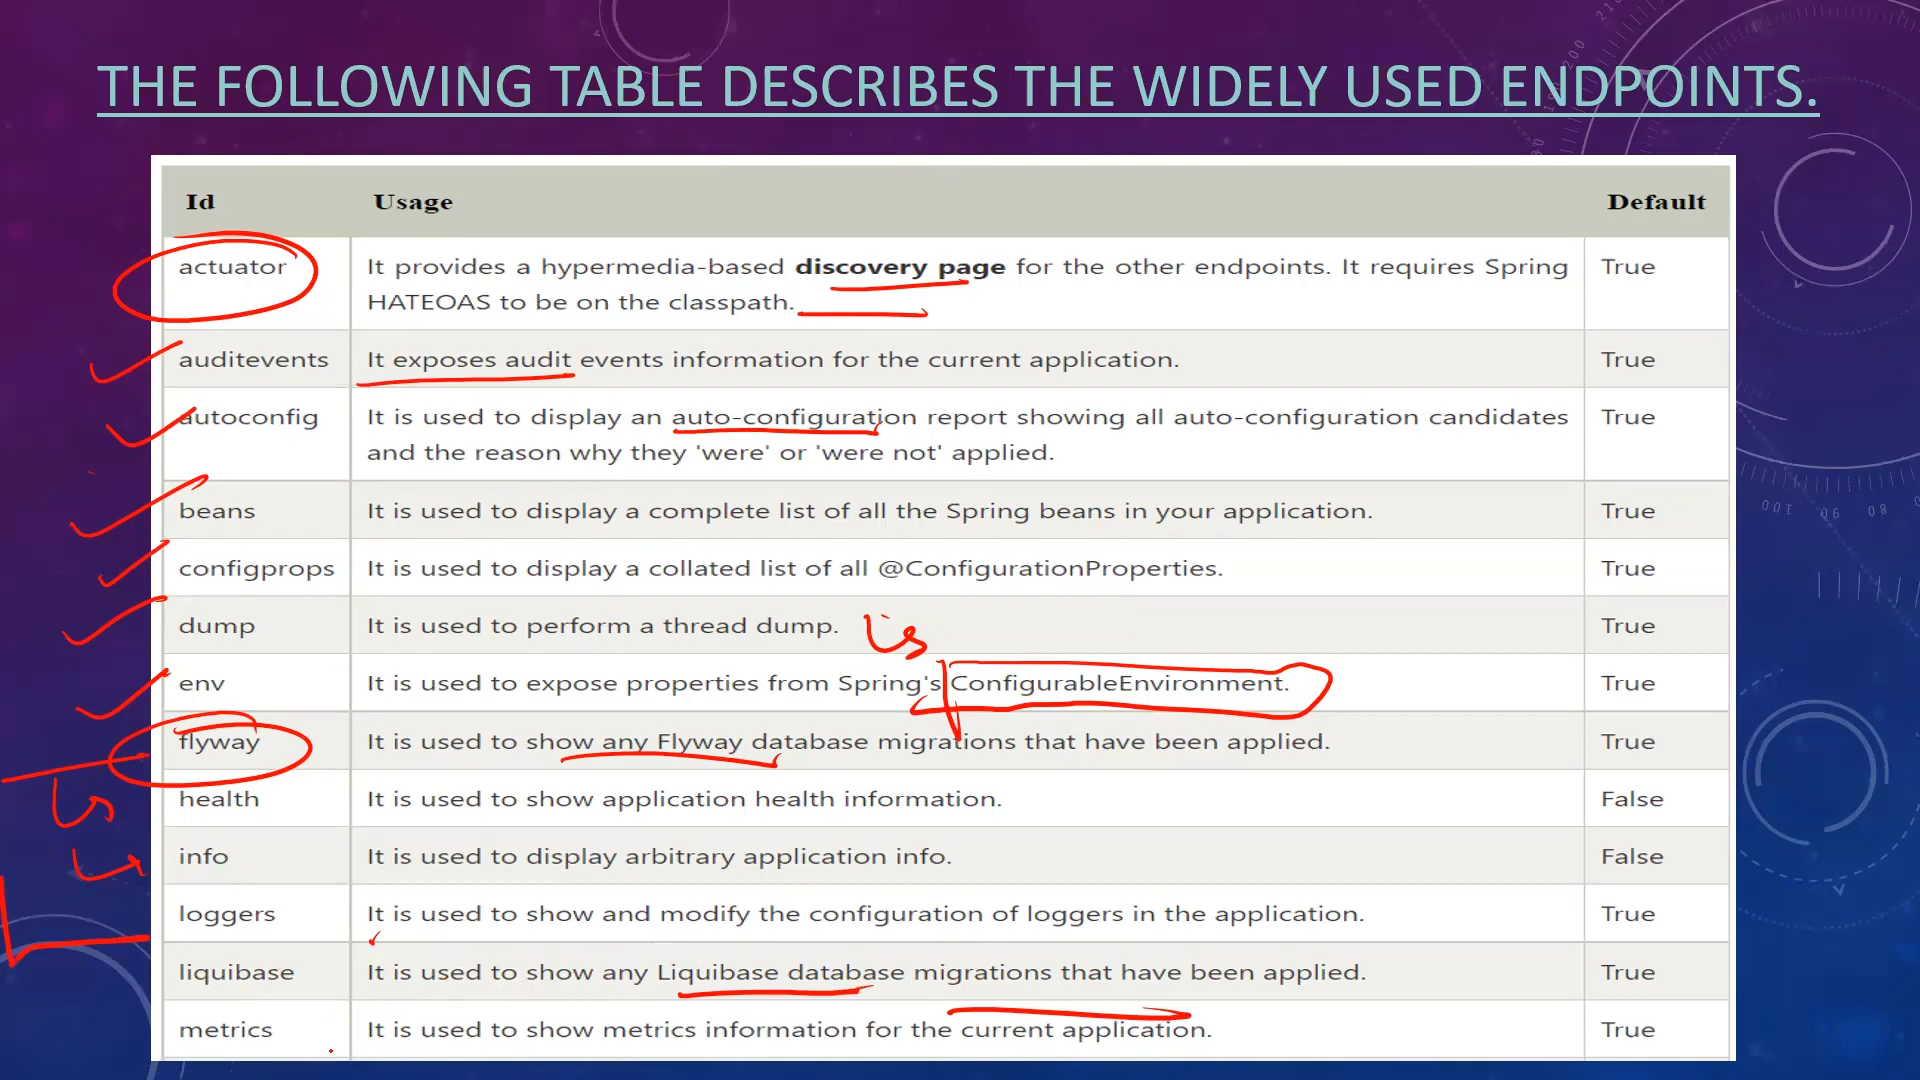 THE FOLLOWING TABLE DESCRIBES THE WIDELY USED ENDPOINTS.
Id Usage Default
actuator It provides a hypermedia-based discovery page for the other endpoints. It requires Spring True
HATEOAS to be on the classpath.
auditevents It exposes audit events information for the current application. True
autoconfig It is used to display an auto-configuration report showing all auto-configuration candidates True
and the reason why they 'were' or 'were not' applied.
beans It is used to display a complete list of all the Spring beans in your application. True
configprops It is used to display a collated list of all @ConfigurationProperties. True
dump It is used to perform a thread dump. True
env It is used to expose properties from Spring's ConfigurableEnvironment. True
flyway It is used to show any Flyway database migrations that have been applied. True
health It is used to show application health information. False
info It is used to display arbitrary application info. False
loggers It is used to show and modify the configuration of loggers in the application. True
liquibase It is used to show any Liquibase database migrations that have been applied. True
metrics It is used to show metrics information for the current application. True